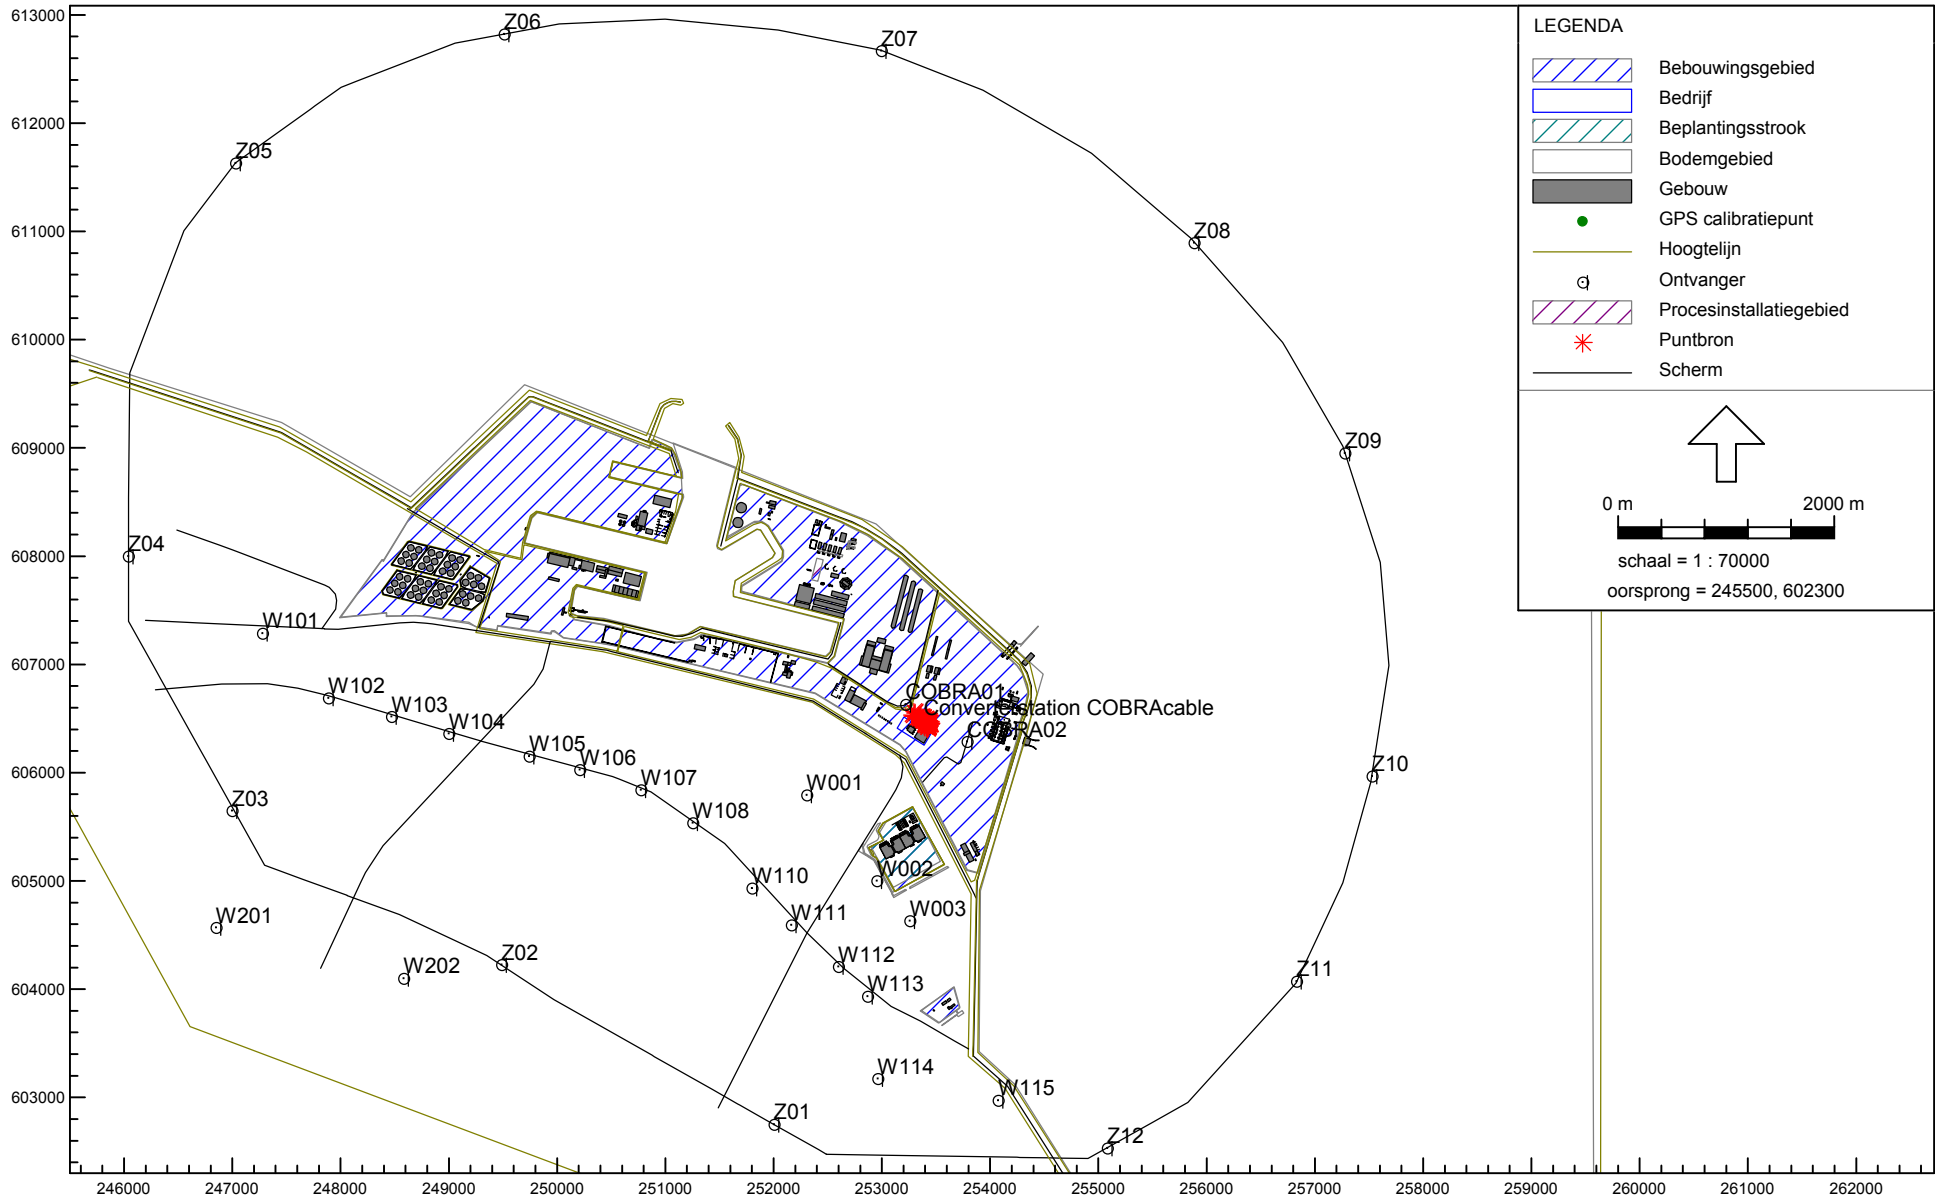 613000
612000
611000
610000
609000
608000
607000
606000
605000
604000
603000
246000 247000 248000 249000 250000 251000 252000 253000 254000 255000 256000 257000 258000 259000 260000 261000 262000
Z06
Z07
Z05
Z08
Z09
Z04
W101
W102
W103
W104
W105
W106
W107
W108
W001
COBRA01
Converterstation COBRAcable
COBRA02
Z10
Z03
W110
W002
W111
W003
W201
W202
Z02
W112
W113
Z11
W114
W115
Z01
Z12
LEGENDA
Bebouwingsgebied
Bedrijf
Beplantingsstrook
Bodemgebied
Gebouw
GPS calibratiepunt
Hoogtelijn
Ontvanger
Procesinstallatiegebied
Puntbron
Scherm
0 m 2000 m
schaal = 1 : 70000
oorsprong = 245500, 602300